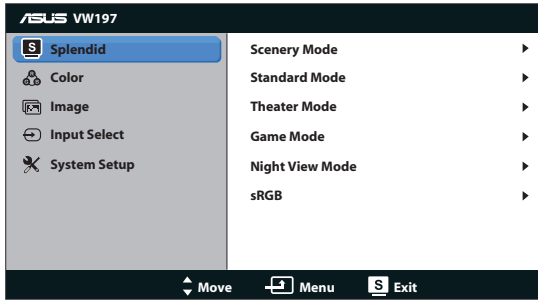 ASUS VW197
S Splendid
Color
Image
Input Select
System Setup
Scenery Mode
Standard Mode
Theater Mode
Game Mode
Night View Mode
sRGB
Move Menu S Exit